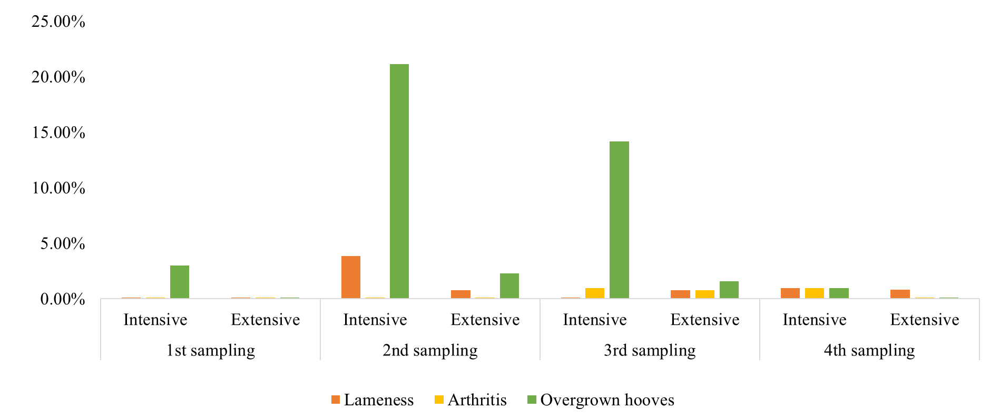 25.00%
20.00%
15.00%
10.00%
5.00%
0.00%
Intensive Extensive Intensive Extensive Intensive Extensive Intensive Extensive
1st sampling 2nd sampling 3rd sampling 4th sampling
Lameness Arthritis Overgrown hooves